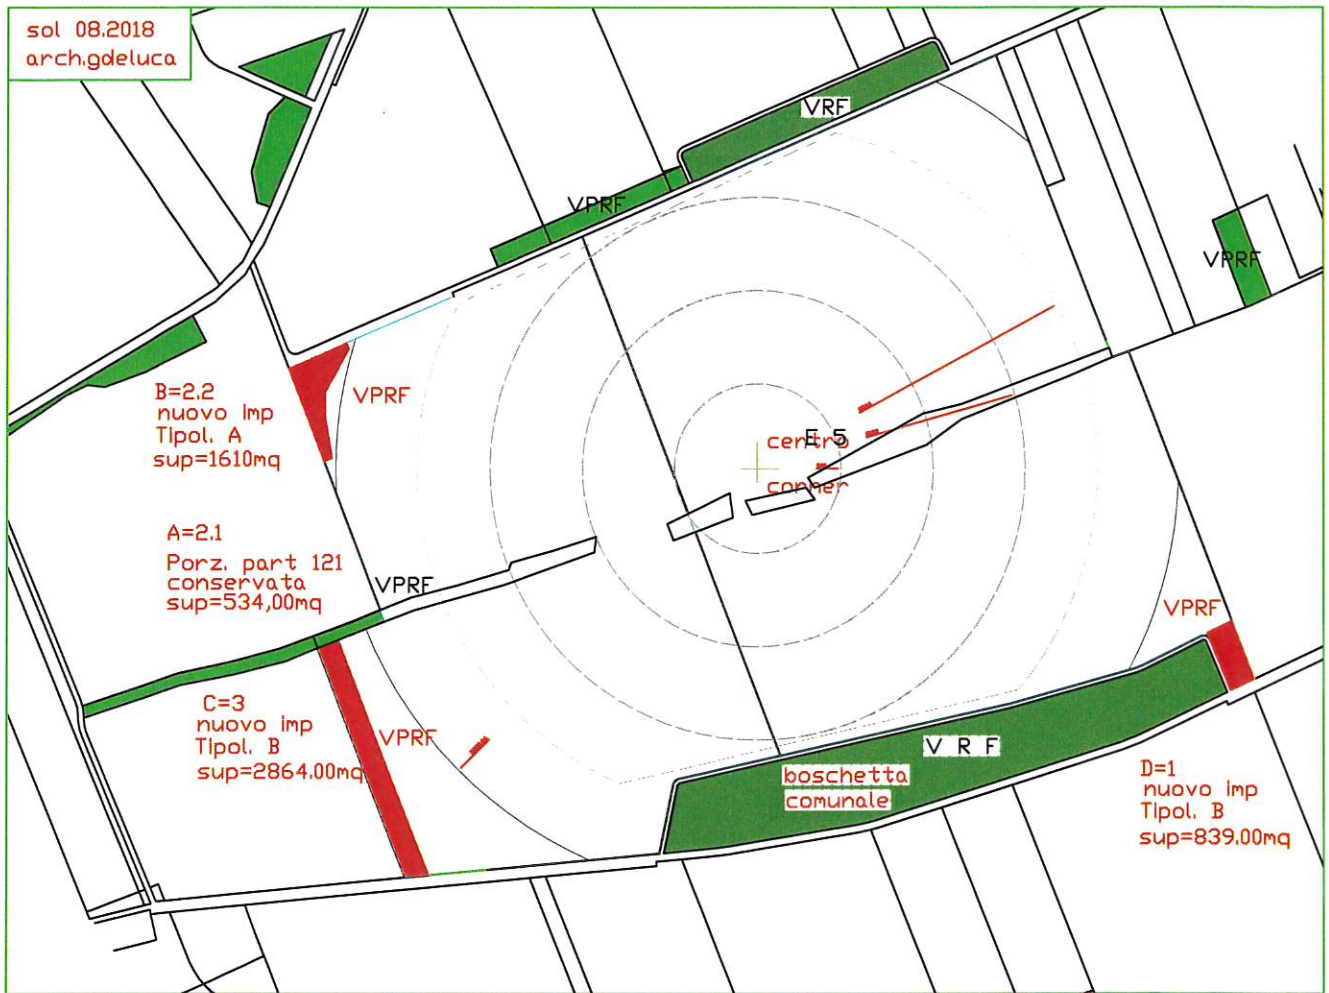 sol 08.2018
arch.gdeluca
VRF
VPRF
VPRF
B=2.2
nuovo imp
Tipol. A
sup=1610mq
VPRF
centro
E 5
conner
A=2.1
Porz. part 121
conservata
sup=534,00mq
VPRF
VPRF
C=3
nuovo imp
Tipol. B
sup=2864.00mq
VPRF
V R F
boschetta
comunale
D=1
nuovo imp
Tipol. B
sup=839.00mq